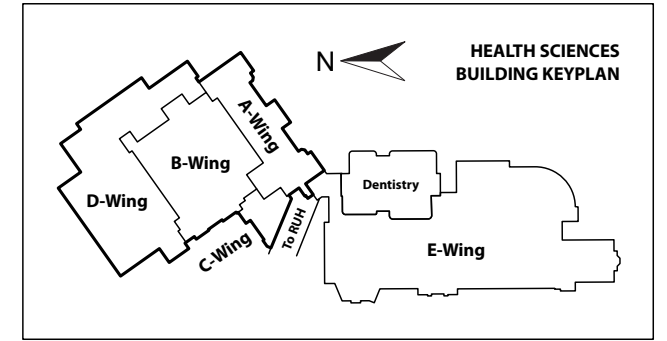 HEALTH SCIENCES
BUILDING KEYPLAN
N
A-Wing
B-Wing
D-Wing
C-Wing
To RUH
Dentistry
E-Wing